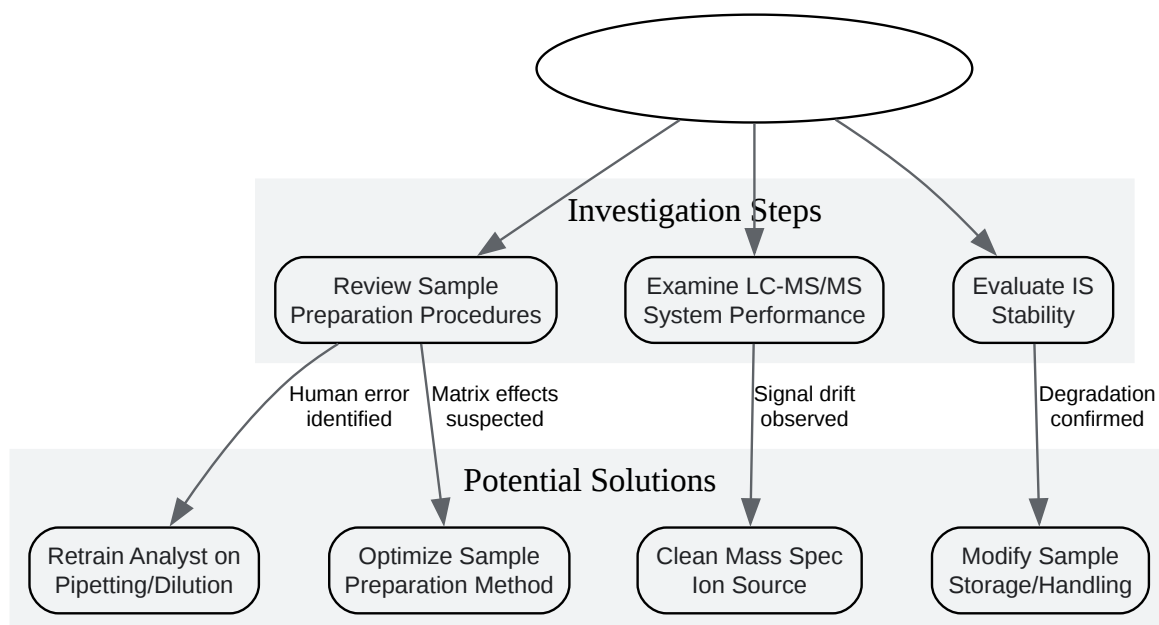 Investigation Steps
Review Sample
Preparation Procedures
Examine LC-MS/MS
System Performance
Evaluate IS
Stability
Human error
identified
Matrix effects
suspected
Signal drift
observed
Degradation
confirmed
Potential Solutions
Retrain Analyst on
Pipetting/Dilution
Optimize Sample
Preparation Method
Clean Mass Spec
Ion Source
Modify Sample
Storage/Handling